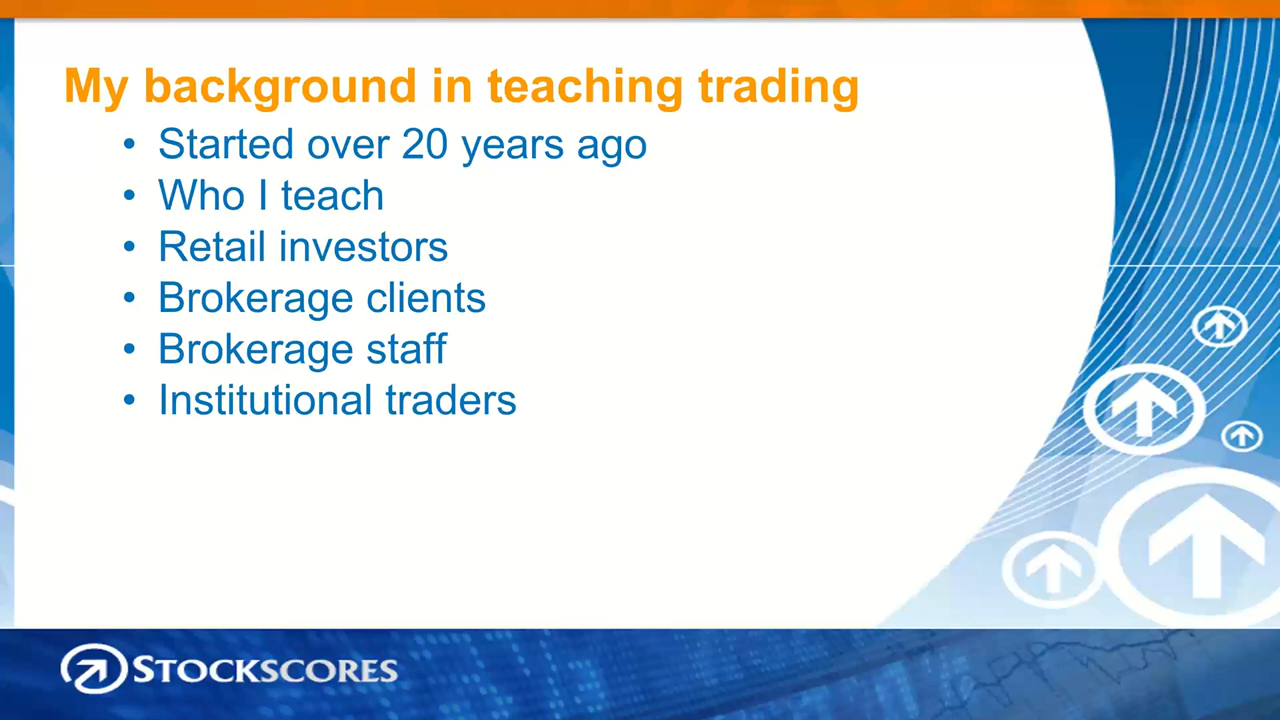 My background in teaching trading
• Started over 20 years ago
• Who I teach
• Retail investors
• Brokerage clients
• Brokerage staff
• Institutional traders
STOCKSCORES